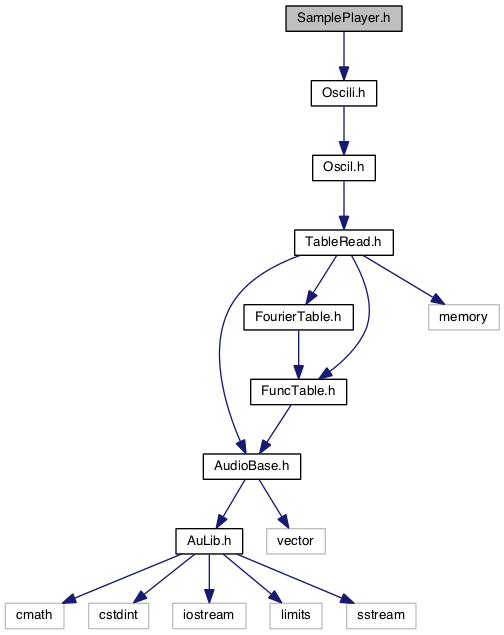 SamplePlayer.h
Oscili.h
Oscil.h
TableRead.h
FourierTable.h
memory
FuncTable.h
AudioBase.h
AuLib.h
vector
cmath
cstdint
iostream
limits
sstream